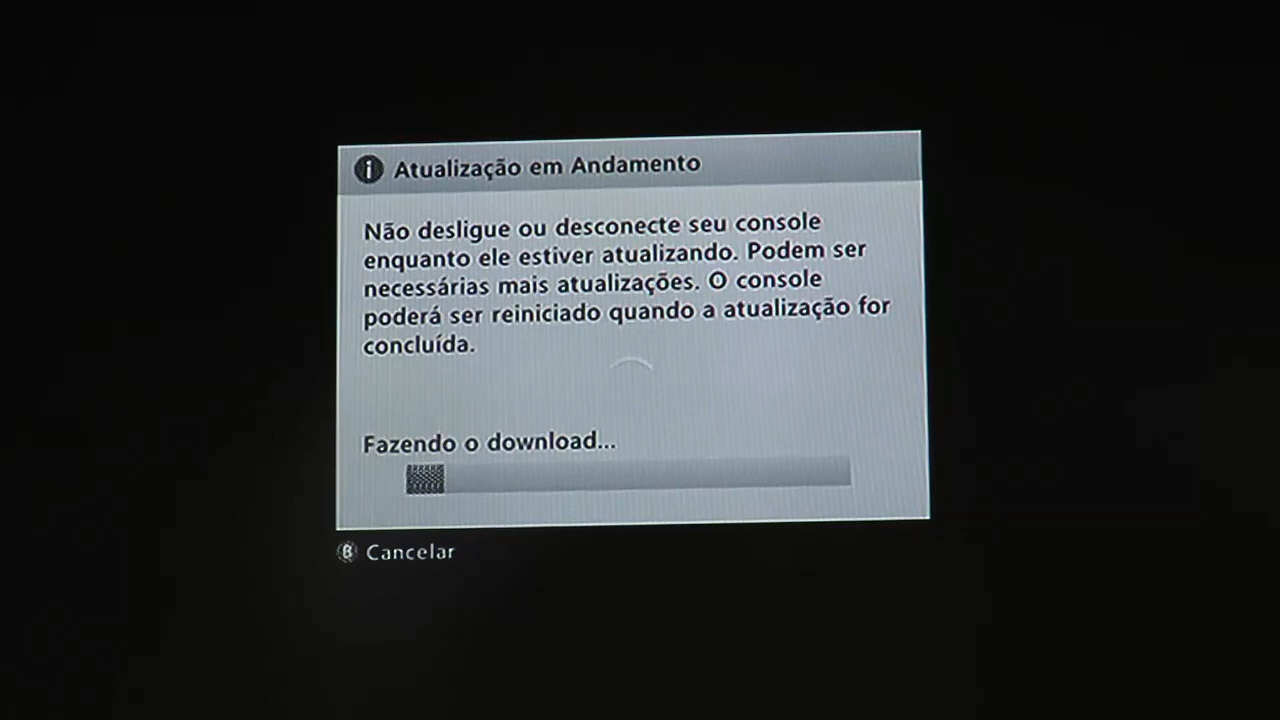 Atualização em Andamento
Não desligue ou desconecte seu console
enquanto ele estiver atualizando. Podem ser
necessárias mais atualizações. O console
poderá ser reiniciado quando a atualização for
concluída.
Fazendo o download...
B Cancelar